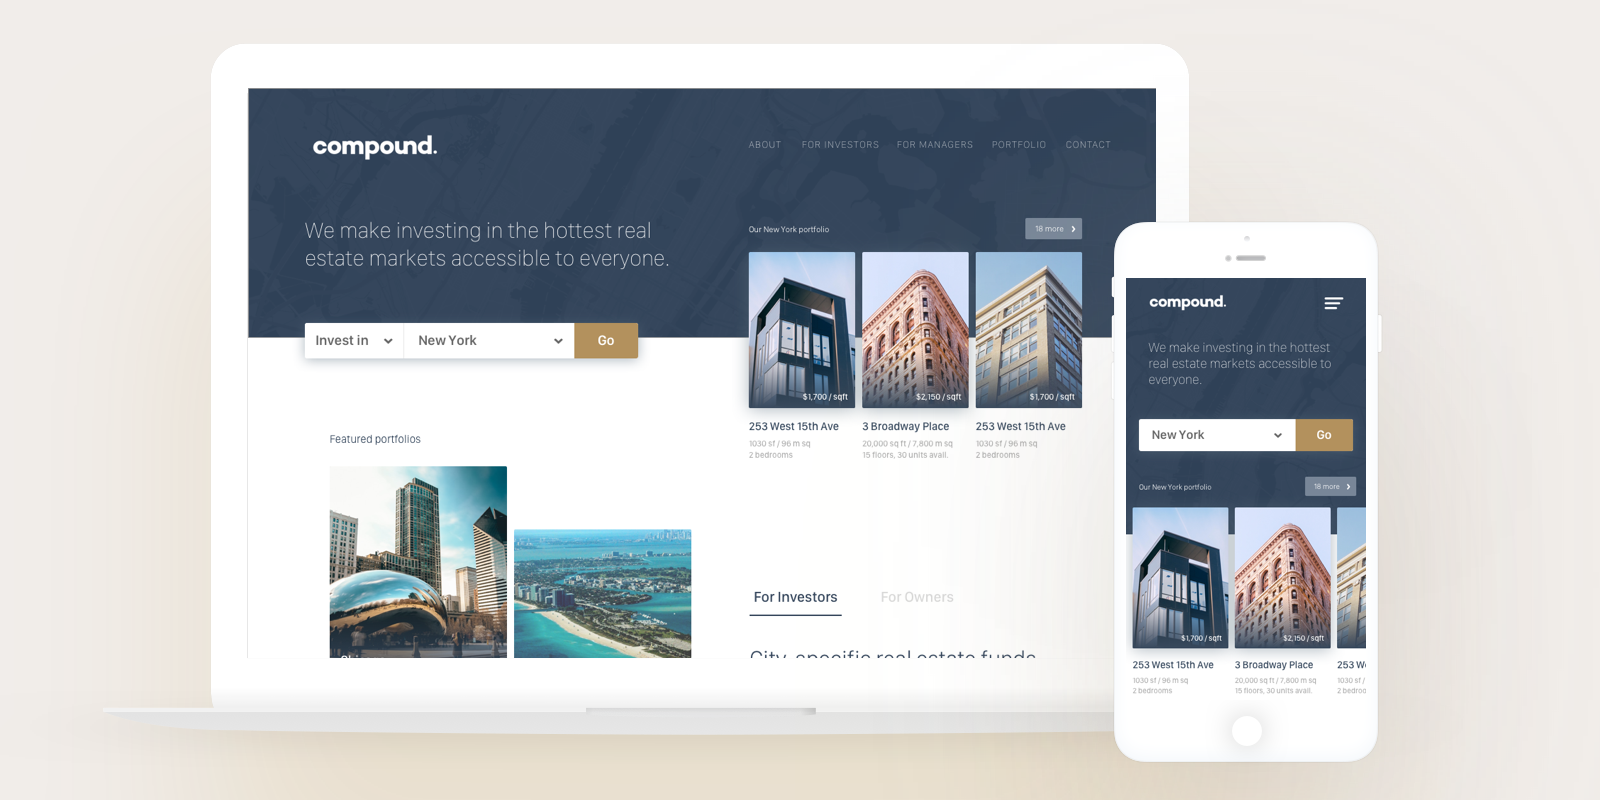 compound.
ABOUT FOR INVESTORS FOR MANAGERS PORTFOLIO CONTACT
We make investing in the hottest real
estate markets accessible to everyone.
Invest in New York Go
Our New York portfolio 18 more
$1,700 / sqft $2,150 / sqft $1,700 / sqft
253 West 15th Ave 3 Broadway Place 253 West 15th Ave
1030 sf / 96 m sq 20,000 sq ft / 7,800 m sq 1030 sf / 96 m sq
2 bedrooms 15 floors, 30 units avail. 2 bedrooms
Featured portfolios
For Investors For Owners
City-specific real estate funds
compound.
We make investing in the hottest
real estate markets accessible to
everyone.
New York Go
Our New York portfolio 18 more
$1,700 / sqft $2,150 / sqft
253 West 15th Ave 3 Broadway Place 253 W
1030 sf / 96 m sq 20,000 sq ft / 7,800 m sq 1030 sf /
2 bedrooms 15 floors, 30 units avail. 2 bedroo